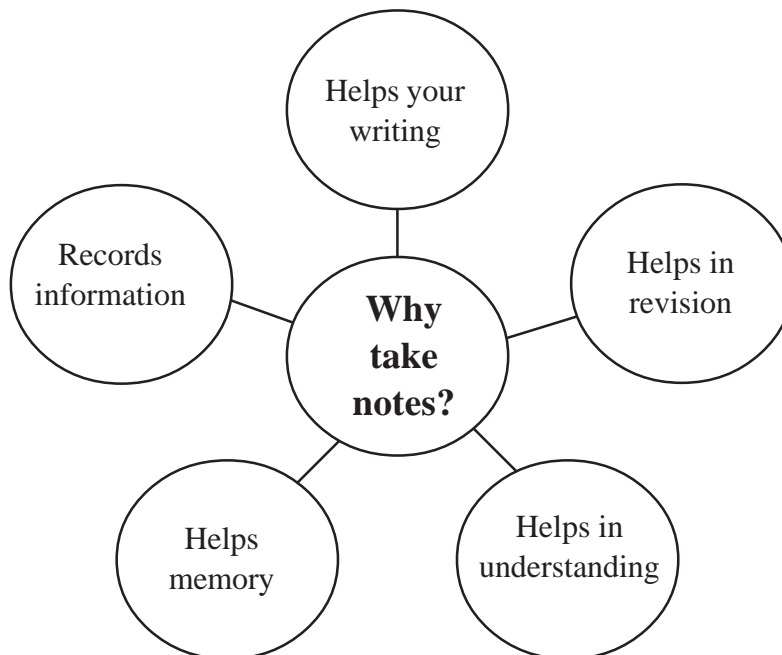 Helps your
writing
Records
information
Helps in
revision
Why
take
notes?
Helps
memory
Helps in
understanding